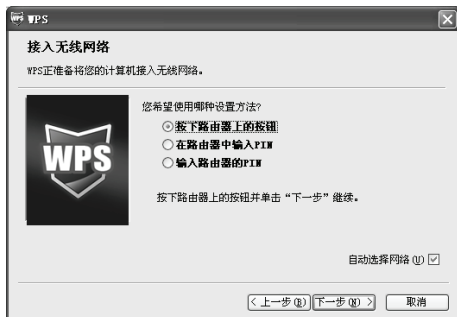 WPS WPS
接入无线网络
WPS正准备将您的计算机接入无线网络。
您希望使用哪种设置方法?
按下路由器上的按钮
在路由器中输入PIN
输入路由器的PIN
WPS
按下路由器上的按钮并单击“下一步”继续。
自动选择网络(U)
<上一步(B) 下一步(N)> 取消